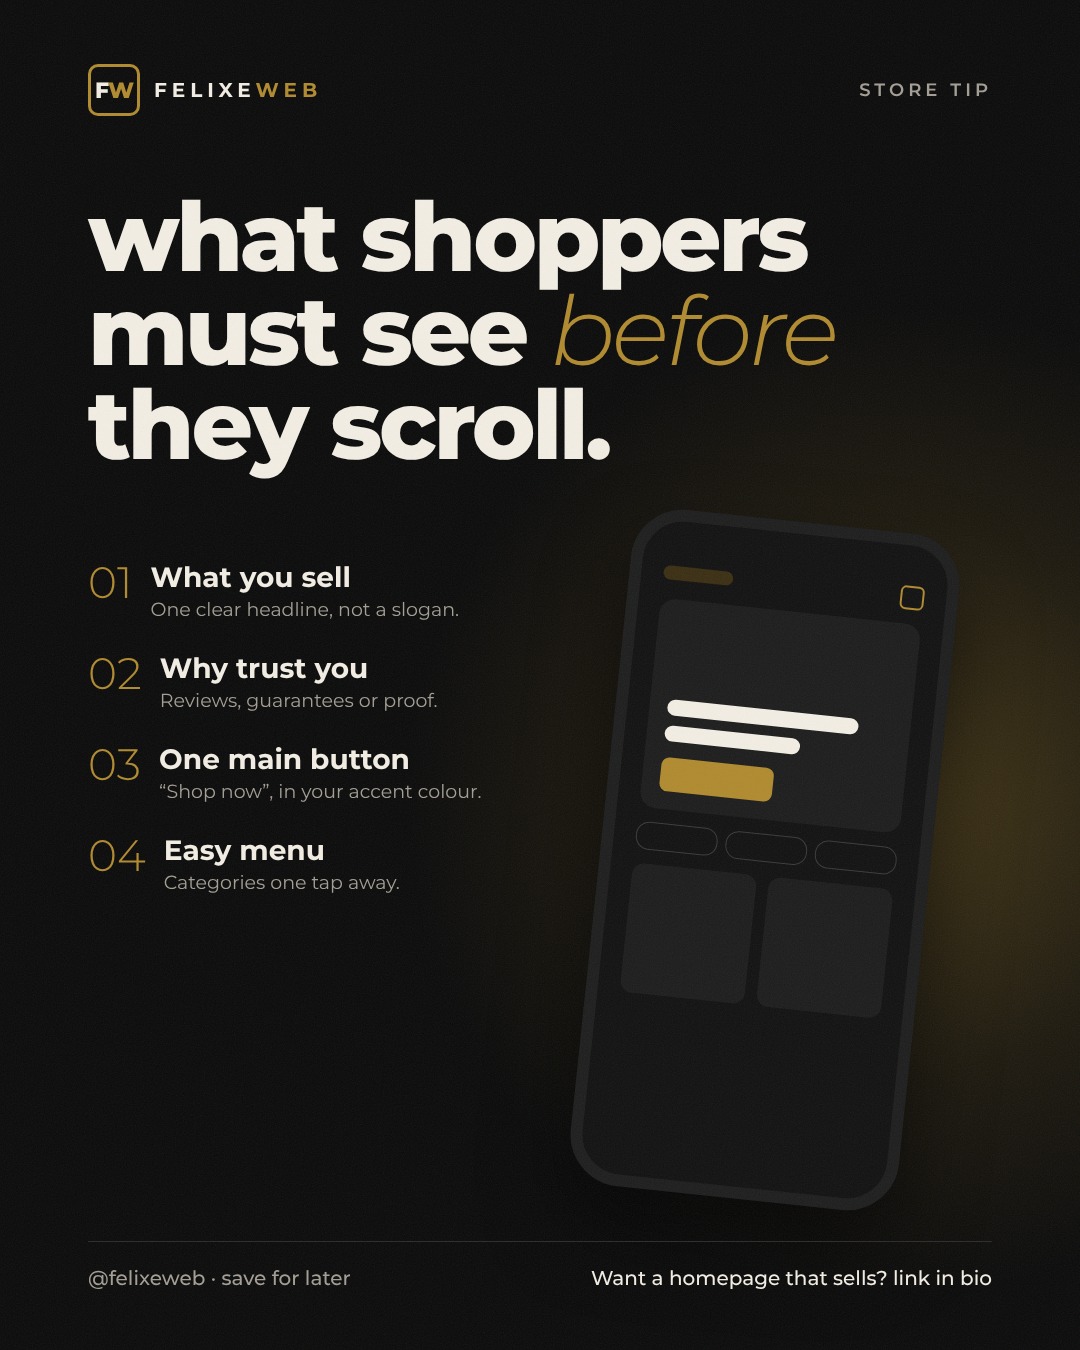 FW FELIXEWEB
STORE TIP
what shoppers
must see before
they scroll.
01 What you sell
One clear headline, not a slogan.
02 Why trust you
Reviews, guarantees or proof.
03 One main button
“Shop now”, in your accent colour.
04 Easy menu
Categories one tap away.
@felixeweb · save for later
Want a homepage that sells? link in bio